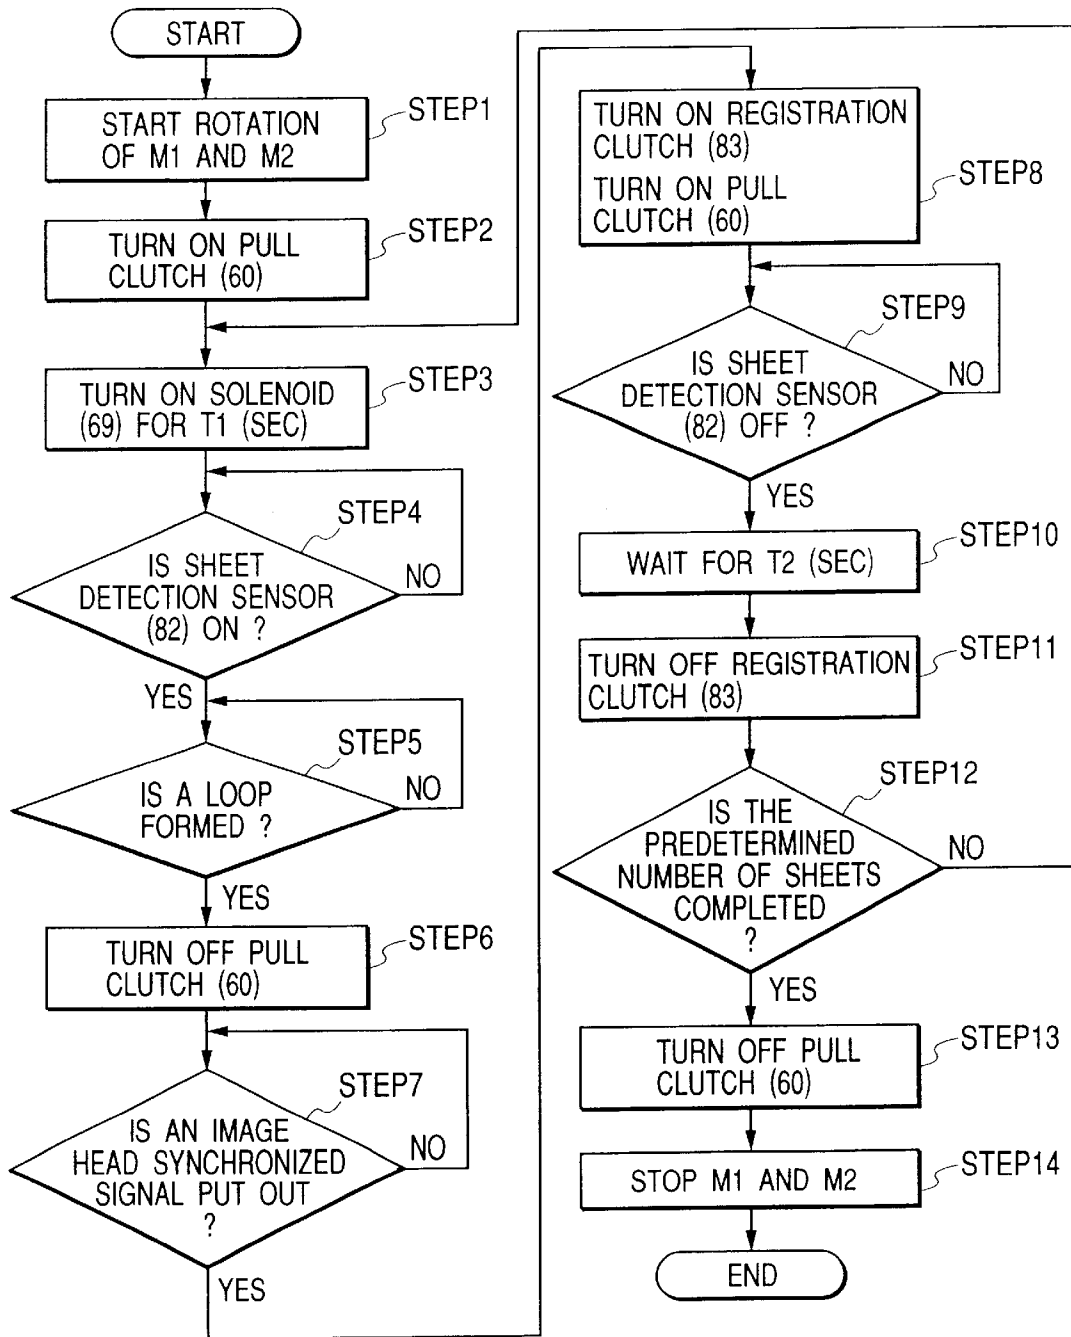 START
START ROTATION
OF M1 AND M2
STEP1
TURN ON PULL
CLUTCH (60)
STEP2
TURN ON SOLENOID
(69) FOR T1 (SEC)
STEP3
IS SHEET
DETECTION SENSOR
(82) ON ?
STEP4
NO
YES
IS A LOOP
FORMED ?
STEP5
NO
YES
TURN OFF PULL
CLUTCH (60)
STEP6
IS AN IMAGE
HEAD SYNCHRONIZED
SIGNAL PUT OUT
?
STEP7
NO
YES
TURN ON REGISTRATION
CLUTCH (83)
TURN ON PULL
CLUTCH (60)
STEP8
IS SHEET
DETECTION SENSOR
(82) OFF ?
STEP9
NO
YES
WAIT FOR T2 (SEC)
STEP10
TURN OFF REGISTRATION
CLUTCH (83)
STEP11
IS THE
PREDETERMINED
NUMBER OF SHEETS
COMPLETED
?
STEP12
NO
YES
TURN OFF PULL
CLUTCH (60)
STEP13
STOP M1 AND M2
STEP14
END